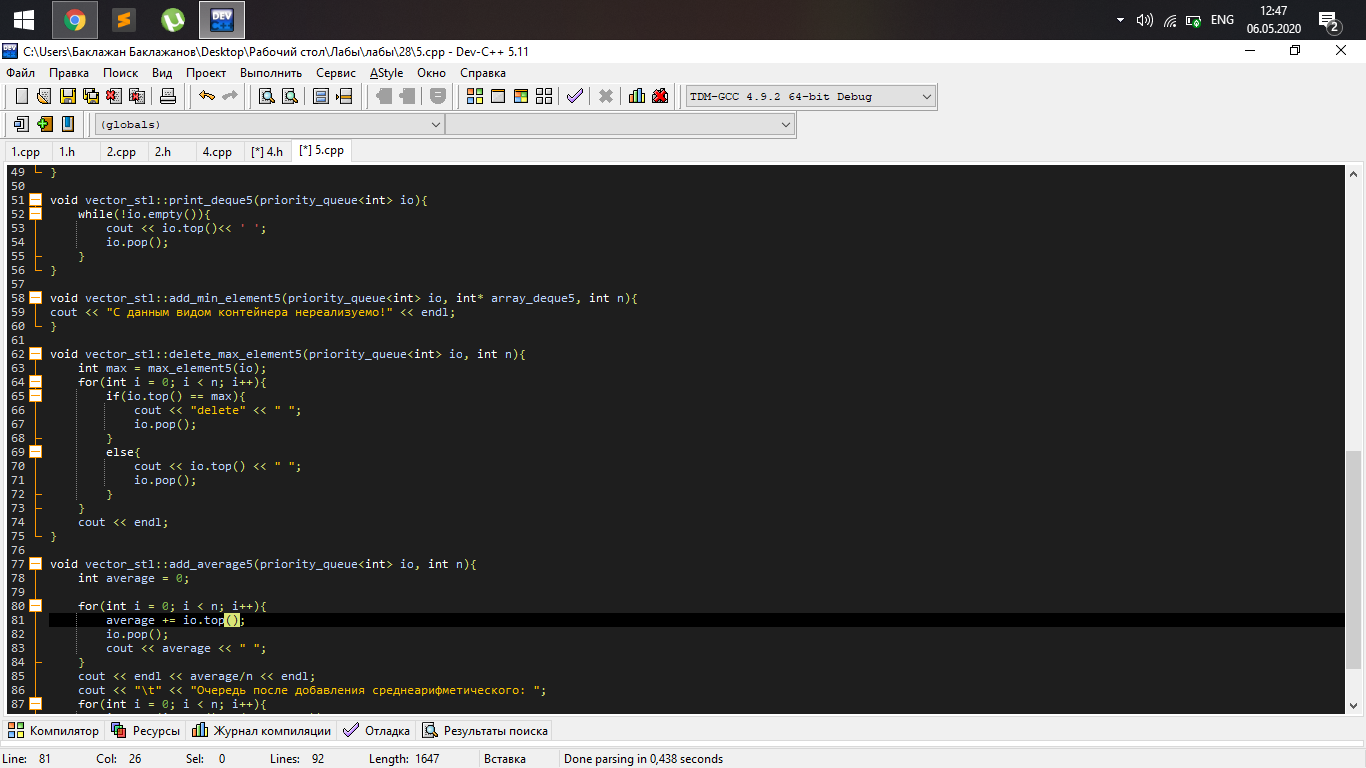 ENG
12:47
06.05.2020
2
C:\Users\Баклажан Баклажанов\Desktop\Рабочий стол\Лабы\лабы\28\5.cpp - Dev-C++ 5.11
Файл Правка Поиск Вид Проект Выполнить Сервис AStyle Окно Справка
TDM-GCC 4.9.2 64-bit Debug
(globals)
1.cpp 1.h 2.cpp 2.h 4.cpp [*] 4.h [*] 5.cpp
49 }
50
51 void vector_stl::print_deque5(priority_queue<int> io){
52 while(!io.empty()){
53 cout << io.top()<< ' ';
54 io.pop();
55 }
56 }
57
58 void vector_stl::add_min_element5(priority_queue<int> io, int* array_deque5, int n){
59 cout << "С данным видом контейнера нереализуемо!" << endl;
60 }
61
62 void vector_stl::delete_max_element5(priority_queue<int> io, int n){
63 int max = max_element5(io);
64 for(int i = 0; i < n; i++){
65 if(io.top() == max){
66 cout << "delete" << " ";
67 io.pop();
68 }
69 else{
70 cout << io.top() << " ";
71 io.pop();
72 }
73 }
74 cout << endl;
75 }
76
77 void vector_stl::add_average5(priority_queue<int> io, int n){
78 int average = 0;
79
80 for(int i = 0; i < n; i++){
81 average += io.top();
82 io.pop();
83 cout << average << " ";
84 }
85 cout << endl << average/n << endl;
86 cout << "\t" << "Очередь после добавления среднеарифметического: ";
87 for(int i = 0; i < n; i++){
Компилятор Ресурсы Журнал компиляции Отладка Результаты поиска
Line: 81 Col: 26 Sel: 0 Lines: 92 Length: 1647 Вставка Done parsing in 0,438 seconds